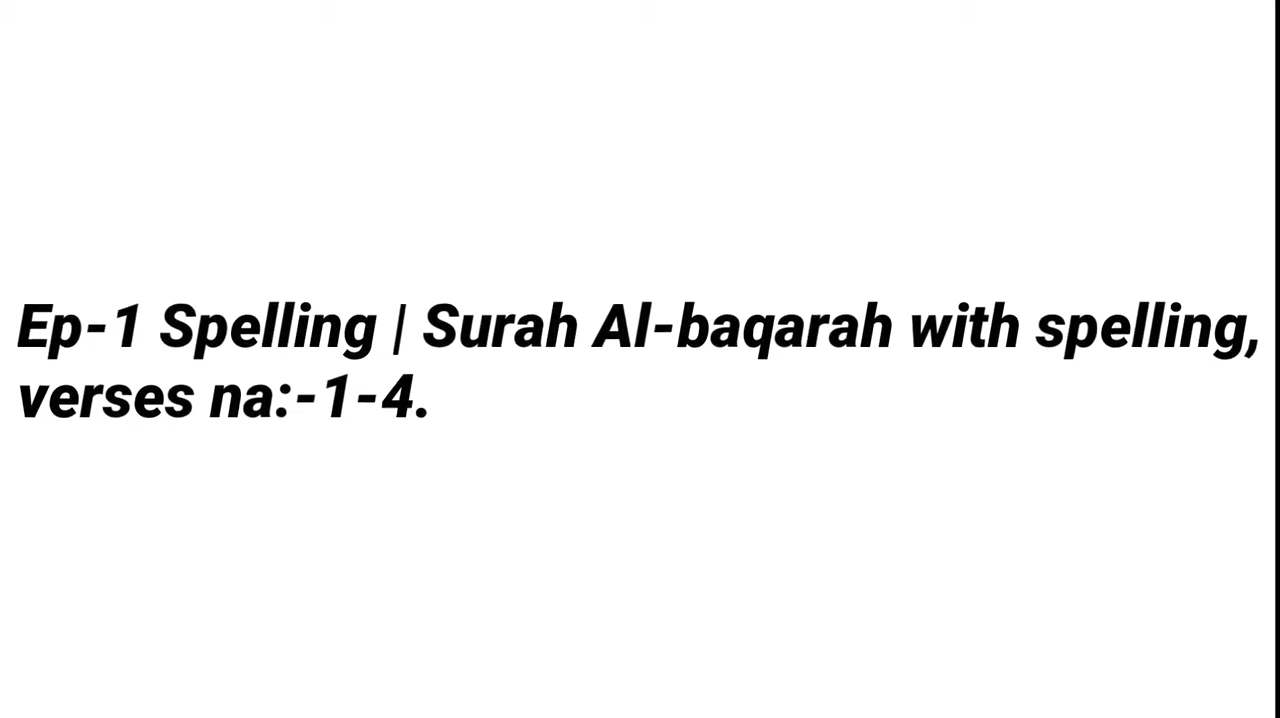 Ep-1 Spelling | Surah Al-baqarah with spelling,
verses na:-1-4.